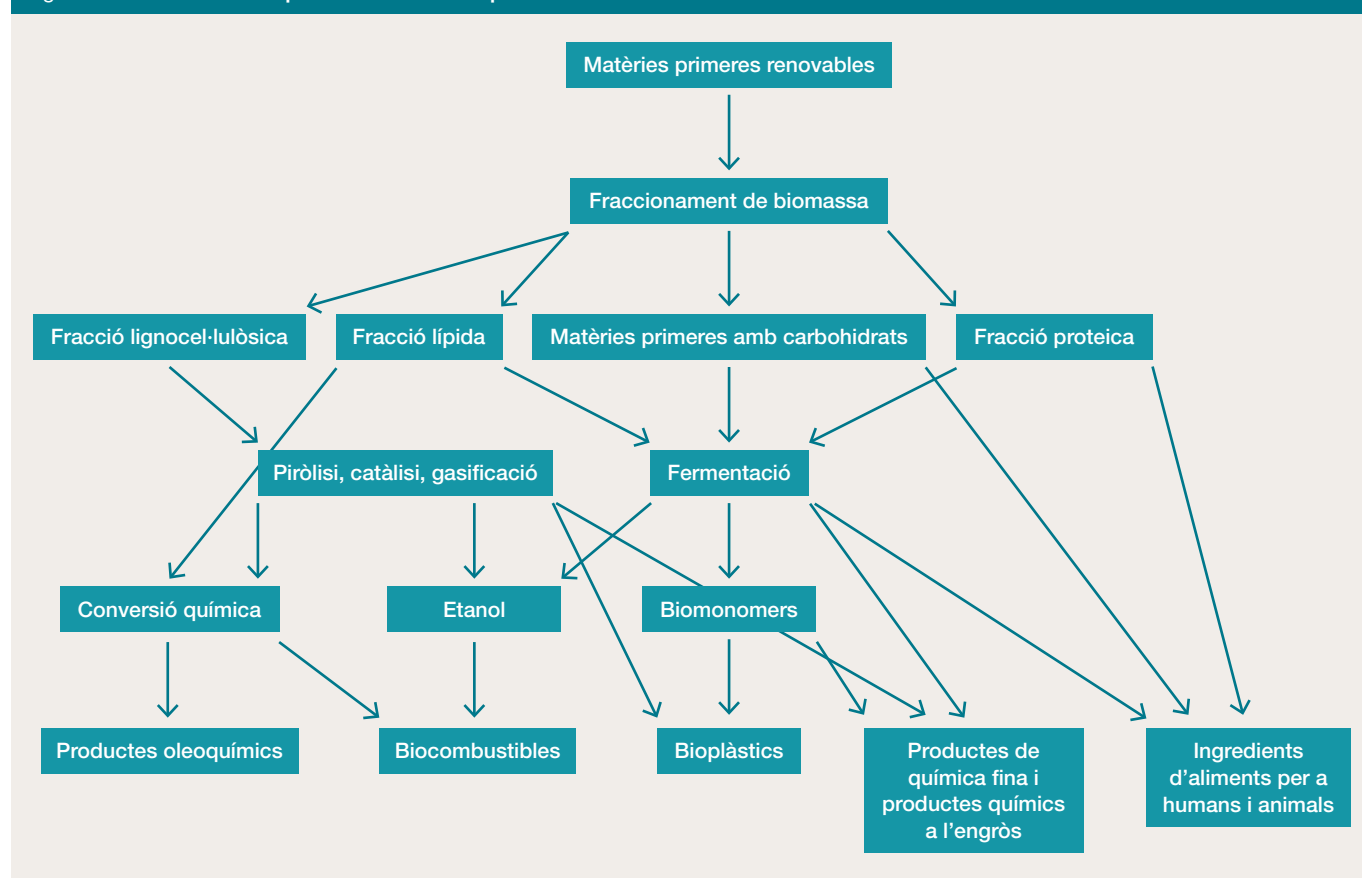 Matèries primeres renovables
Fraccionament de biomassa
Fracció lignocel·lulòsica
Fracció lípida
Matèries primeres amb carbohidrats
Fracció proteica
Piròlisi, catàlisi, gasificació
Fermentació
Conversió química
Etanol
Biomonomers
Productes oleoquímics
Biocombustibles
Bioplàstics
Productes de
química fina i
productes químics
a l’engròs
Ingredients
d’aliments per a
humans i animals